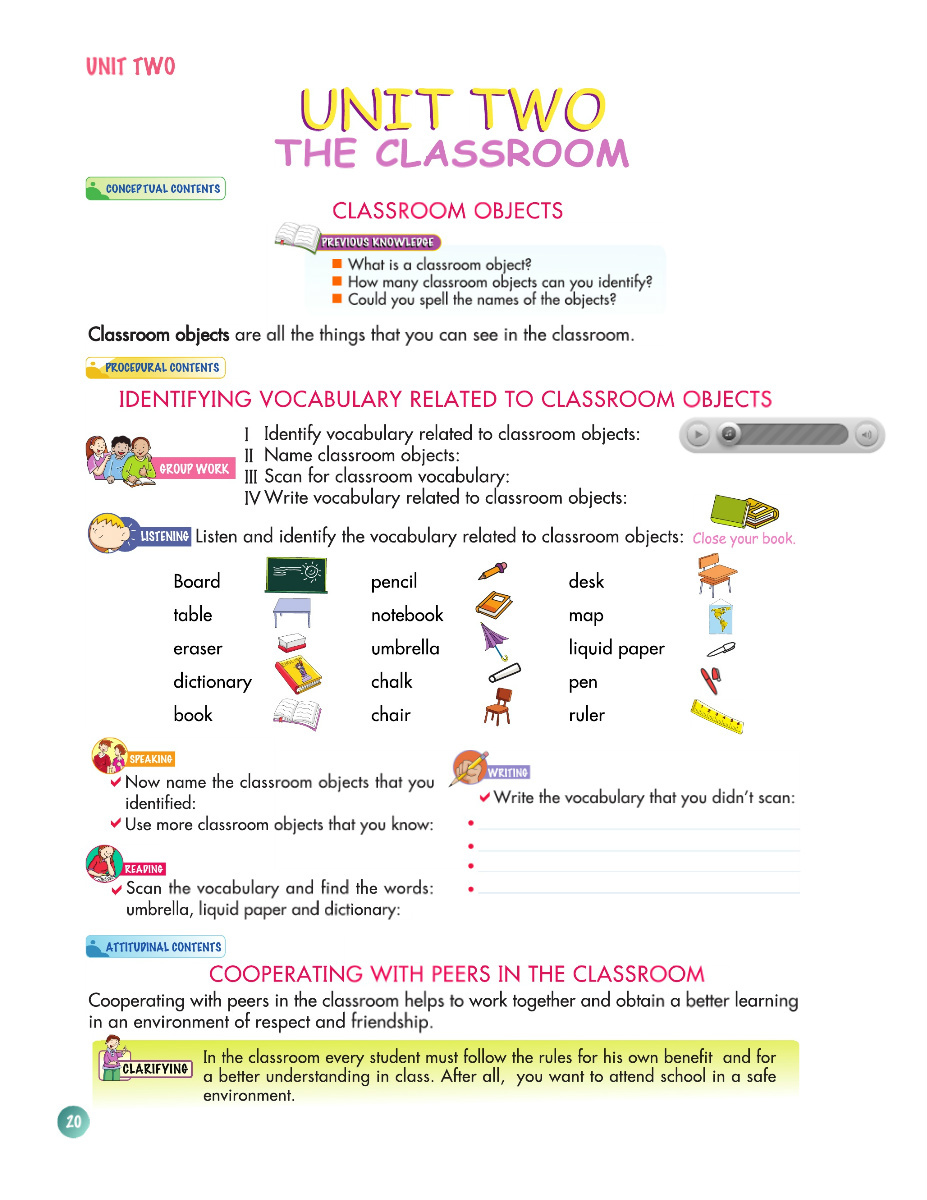 UNIT TWO
UNIT TWO
THE CLASSROOM
CONCEPTUAL CONTENTS
CLASSROOM OBJECTS
PREVIOUS KNOWLEDGE
What is a classroom object?
How many classroom objects can you identify?
Could you spell the names of the objects?
Classroom objects are all the things that you can see in the classroom.
PROCEDURAL CONTENTS
IDENTIFYING VOCABULARY RELATED TO CLASSROOM OBJECTS
GROUP WORK
I Identify vocabulary related to classroom objects:
II Name classroom objects:
III Scan for classroom vocabulary:
IV Write vocabulary related to classroom objects:
LISTENING Listen and identify the vocabulary related to classroom objects: Close your book.
Board pencil desk
table notebook map
eraser umbrella liquid paper
dictionary chalk pen
book chair ruler
SPEAKING
Now name the classroom objects that you
identified:
Use more classroom objects that you know:
READING
Scan the vocabulary and find the words:
umbrella, liquid paper and dictionary:
WRITING
Write the vocabulary that you didn't scan:
ATTITUDINAL CONTENTS
COOPERATING WITH PEERS IN THE CLASSROOM
Cooperating with peers in the classroom helps to work together and obtain a better learning
in an environment of respect and friendship.
CLARIFYING
In the classroom every student must follow the rules for his own benefit and for
a better understanding in class. After all, you want to attend school in a safe
environment.
20